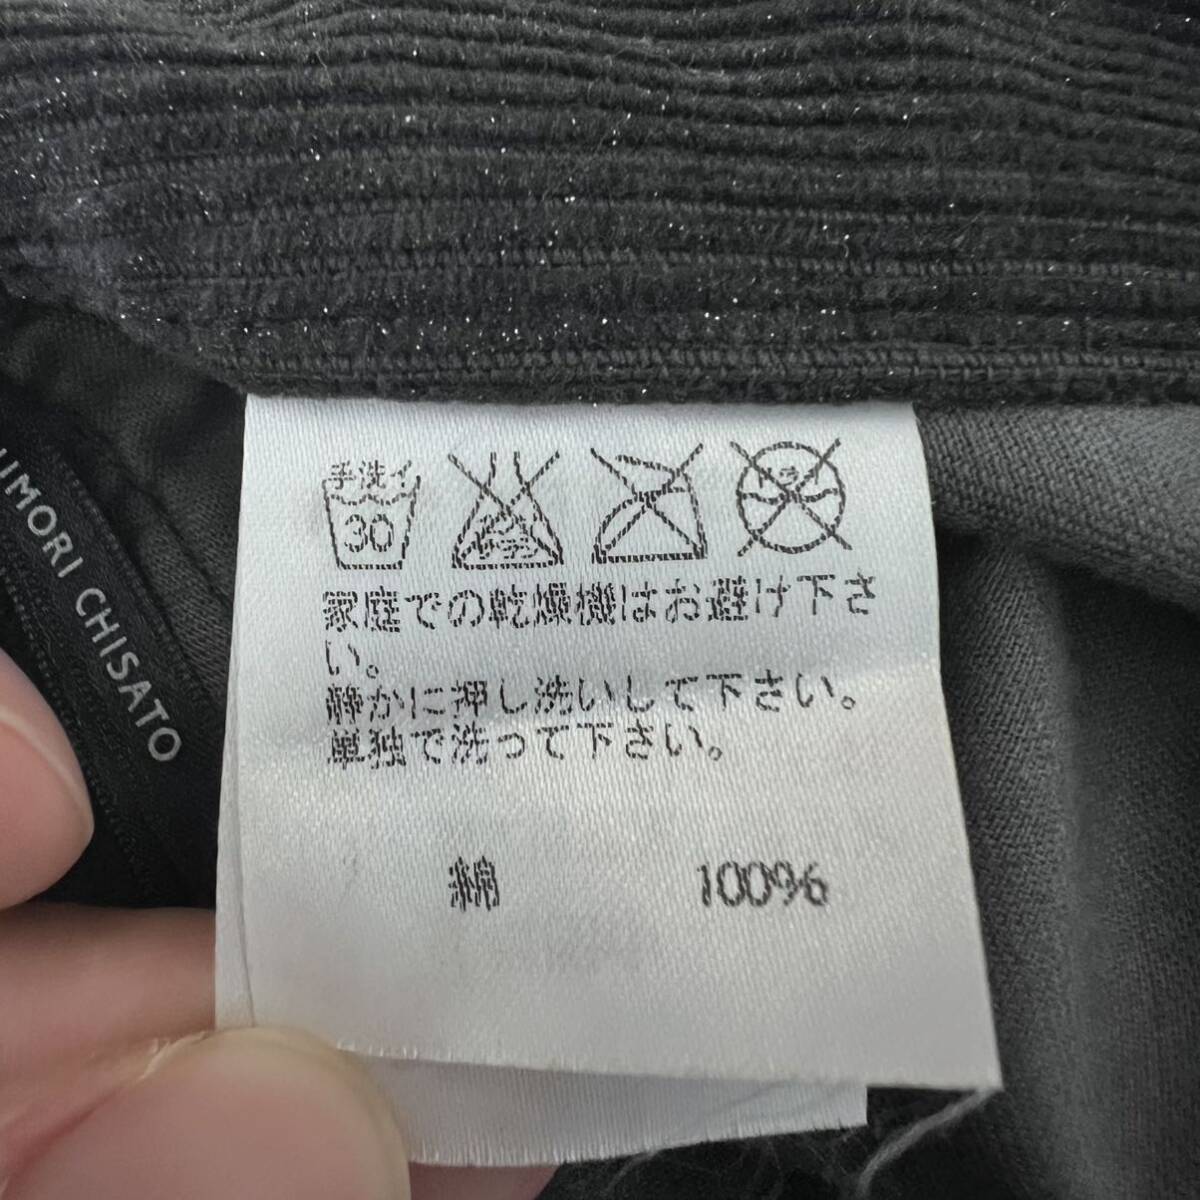 UMORI CHISATO
手洗イ
30
家庭での乾燥機はお避け下さ
い。
静かに押し洗いして下さい。
単独で洗って下さい。
綿 100%